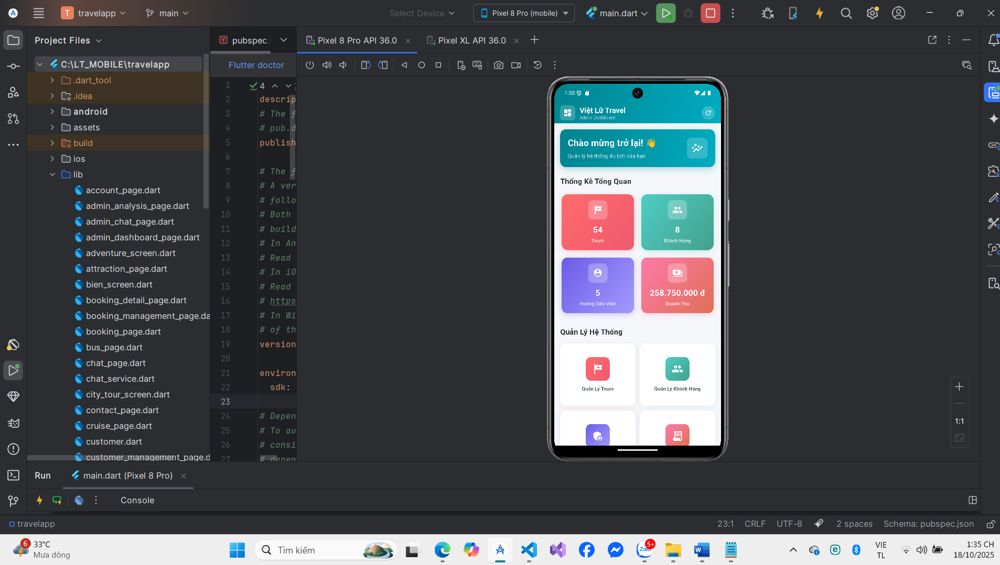 T travelapp
main
Select Device
Pixel 8 Pro (mobile)
main.dart
Project Files
pubspec.
Pixel 8 Pro API 36.0
Pixel XL API 36.0
Flutter doctor
C:\LT_MOBILE\travelapp
.dart_tool
.idea
android
assets
build
ios
lib
account_page.dart
admin_analysis_page.dart
admin_chat_page.dart
admin_dashboard_page.dart
adventure_screen.dart
attraction_page.dart
bien_screen.dart
booking_detail_page.dart
booking_management_page.da
booking_page.dart
bus_page.dart
chat_page.dart
chat_service.dart
city_tour_screen.dart
contact_page.dart
cruise_page.dart
customer.dart
customer_management_page.d
1 4
2 descrip
3 # The f
4 # pub.d
5 publish
6
7 # The f
8 # A ver
9 # follo
10 # Both
11 # build
12 # In An
13 # Read
14 # In iO
15 # Read
16 # https
17 # In Wi
18 # of th
19 version
20
21 environ
22 sdk:
23
24 # Depen
25 # To au
26 # consi
27 # depen
1:35
Việt Lữ Travel
Admin Dashboard
Chào mừng trở lại! 👋
Quản lý hệ thống du lịch của bạn
Thống Kê Tổng Quan
54
Tours
8
Khách Hàng
5
Hướng Dẫn Viên
258.750.000 đ
Doanh Thu
Quản Lý Hệ Thống
Quản Lý Tours
Quản Lý Khách Hàng
1:1
Run
main.dart (Pixel 8 Pro)
Console
travelapp
23:1 CRLF UTF-8 2 spaces Schema: pubspec.json
6
33°C
Mưa dông
Tìm kiếm
Zalo
5+
VIE
TL
1:35 CH
18/10/2025